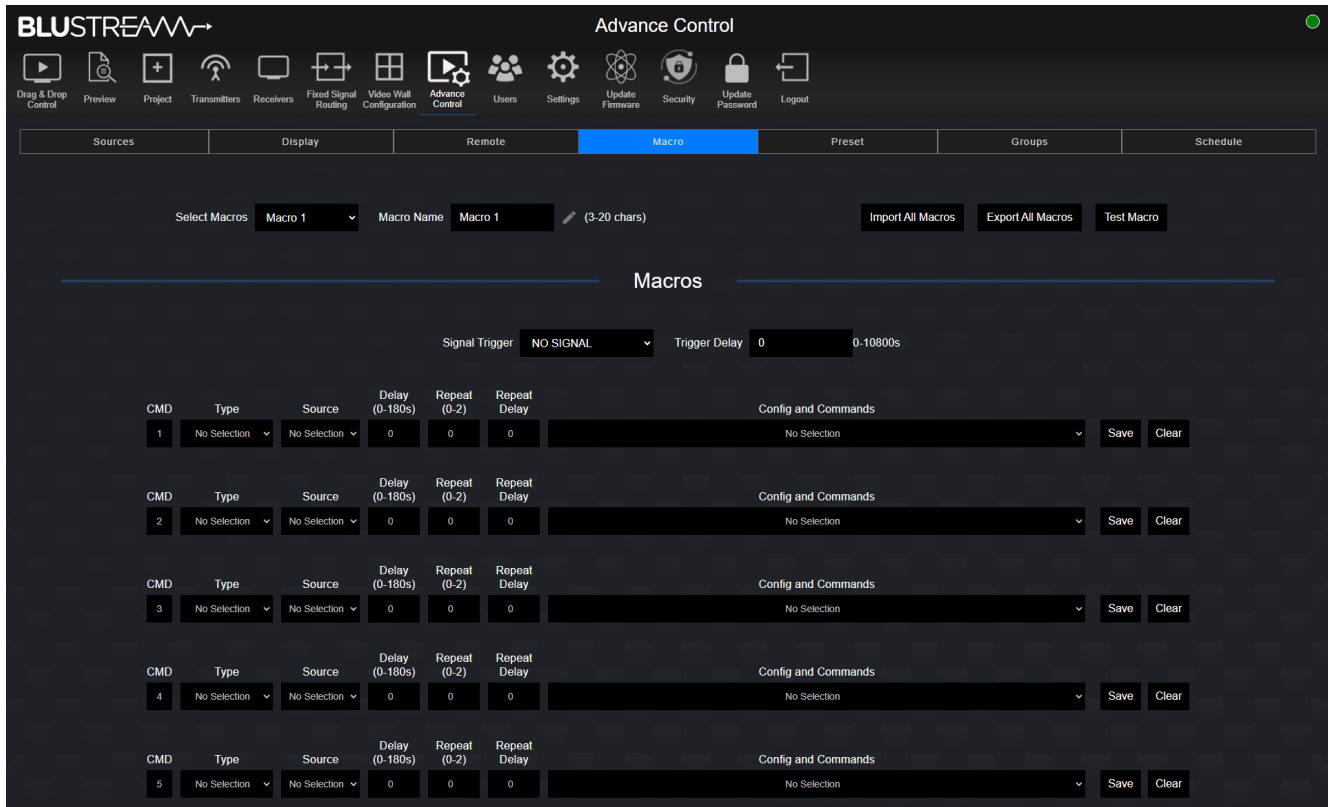 BLUSTREAM
Advance Control
Drag & Drop Control
Preview
Project
Transmitters
Receivers
Fixed Signal Routing
Video Wall Configuration
Advance Control
Users
Settings
Update Firmware
Security
Update Password
Logout
Sources Display Remote Macro Preset Groups Schedule
Select Macros Macro 1 Macro Name Macro 1 (3-20 chars) Import All Macros Export All Macros Test Macro
Macros
Signal Trigger NO SIGNAL Trigger Delay 0 0-10800s
CMD Type Source Delay (0-180s) Repeat (0-2) Repeat Delay Config and Commands
1 No Selection No Selection 0 0 0 No Selection Save Clear
CMD Type Source Delay (0-180s) Repeat (0-2) Repeat Delay Config and Commands
2 No Selection No Selection 0 0 0 No Selection Save Clear
CMD Type Source Delay (0-180s) Repeat (0-2) Repeat Delay Config and Commands
3 No Selection No Selection 0 0 0 No Selection Save Clear
CMD Type Source Delay (0-180s) Repeat (0-2) Repeat Delay Config and Commands
4 No Selection No Selection 0 0 0 No Selection Save Clear
CMD Type Source Delay (0-180s) Repeat (0-2) Repeat Delay Config and Commands
5 No Selection No Selection 0 0 0 No Selection Save Clear